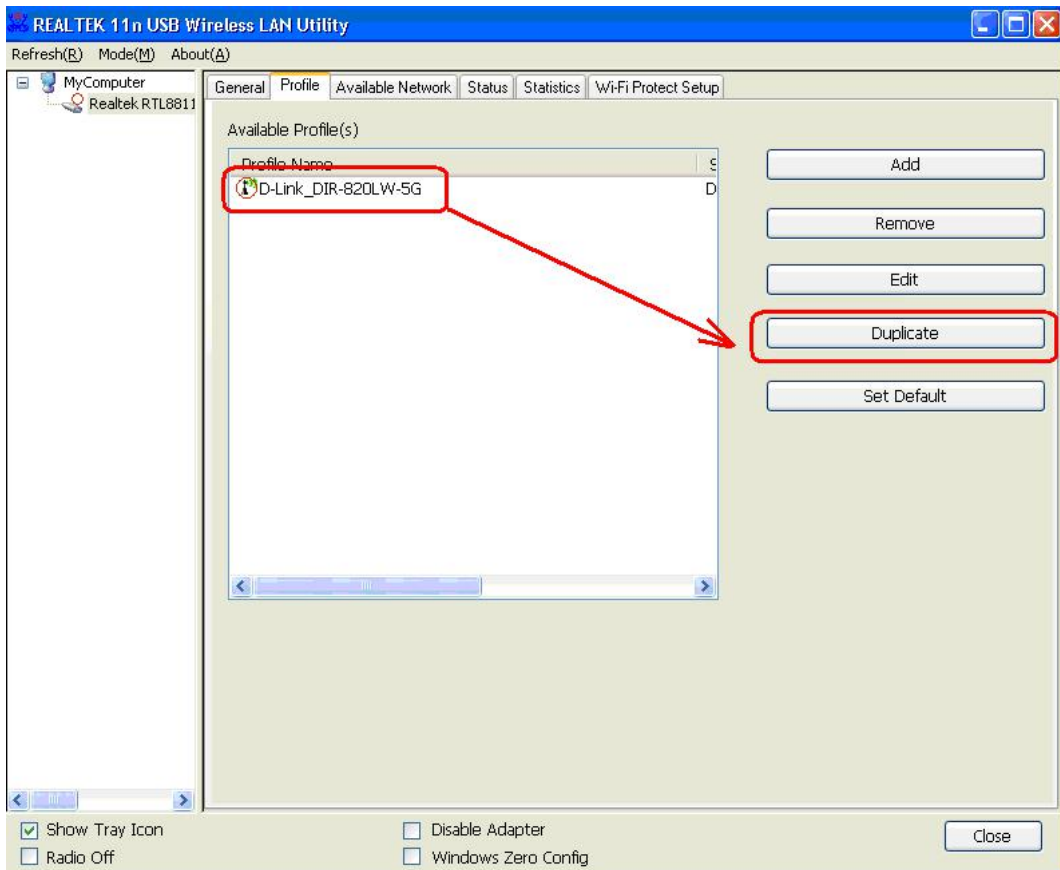 REALTEK 11n USB Wireless LAN Utility
Refresh(R) Mode(M) About(A)
MyComputer
Realtek RTL8811
General Profile Available Network Status Statistics Wi-Fi Protect Setup
Available Profile(s)
Profile Name S
D-Link_DIR-820LW-5G D
Add
Remove
Edit
Duplicate
Set Default
Show Tray Icon
Radio Off
Disable Adapter
Windows Zero Config
Close